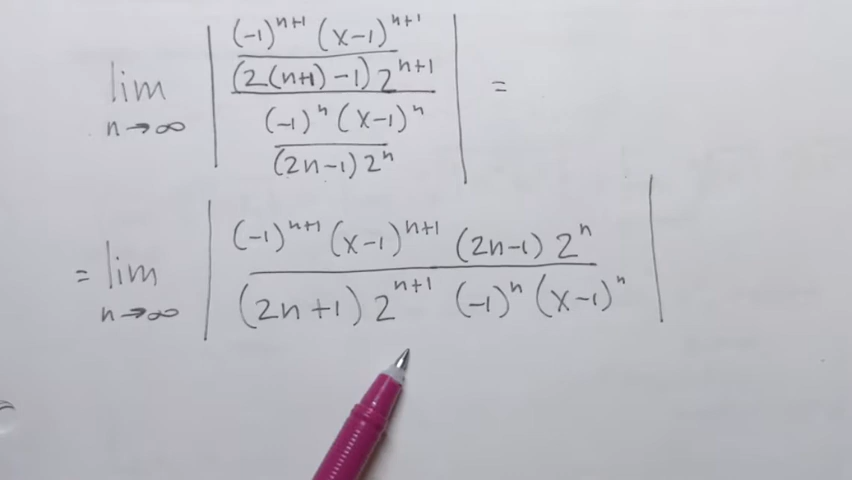 lim n→∞ | ((-1)^{n+1} (x-1)^{n+1} / (2(n+1)-1) 2^{n+1}) / ((-1)^n (x-1)^n / (2n-1) 2^n) | =
= lim n→∞ | (-1)^{n+1} (x-1)^{n+1} (2n-1) 2^n / (2n+1) 2^{n+1} (-1)^n (x-1)^n |